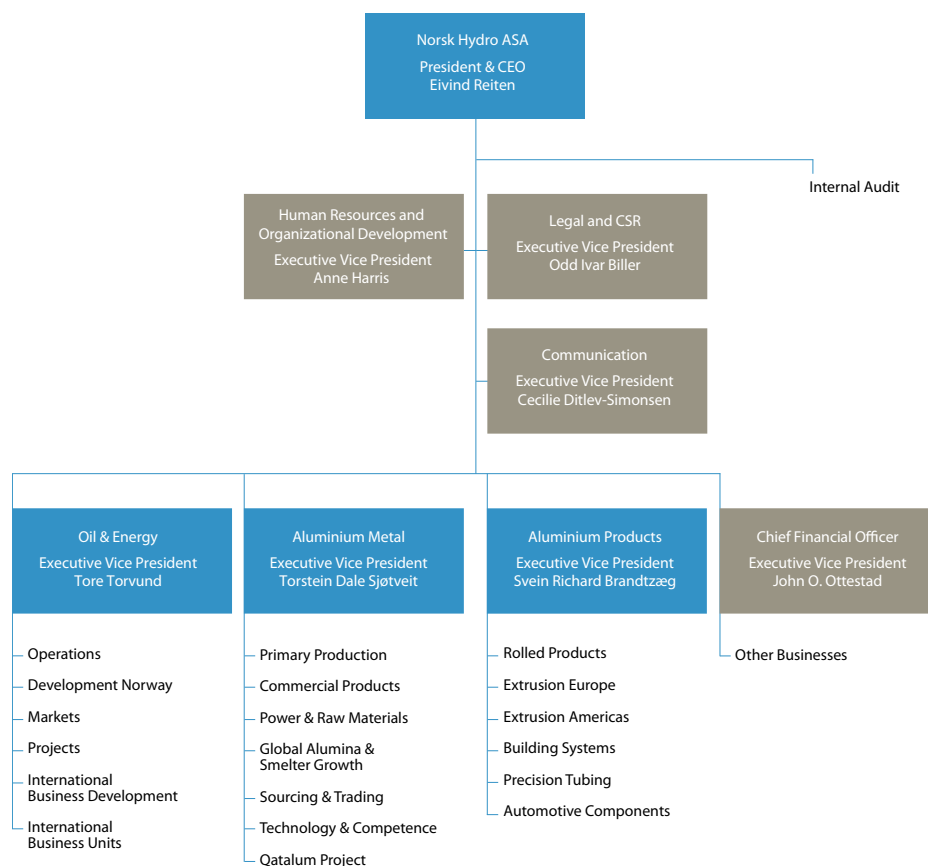 Norsk Hydro ASA
President & CEO
Eivind Reiten
Internal Audit
Human Resources and
Organizational Development
Executive Vice President
Anne Harris
Legal and CSR
Executive Vice President
Odd Ivar Biller
Communication
Executive Vice President
Cecilie Ditlev-Simonsen
Oil & Energy
Executive Vice President
Tore Torvund
Aluminium Metal
Executive Vice President
Torstein Dale Sjøtveit
Aluminium Products
Executive Vice President
Svein Richard Brandtzæg
Chief Financial Officer
Executive Vice President
John O. Ottestad
Operations
Development Norway
Markets
Projects
International
Business Development
International
Business Units
Primary Production
Commercial Products
Power & Raw Materials
Global Alumina &
Smelter Growth
Sourcing & Trading
Technology & Competence
Qatalum Project
Rolled Products
Extrusion Europe
Extrusion Americas
Building Systems
Precision Tubing
Automotive Components
Other Businesses